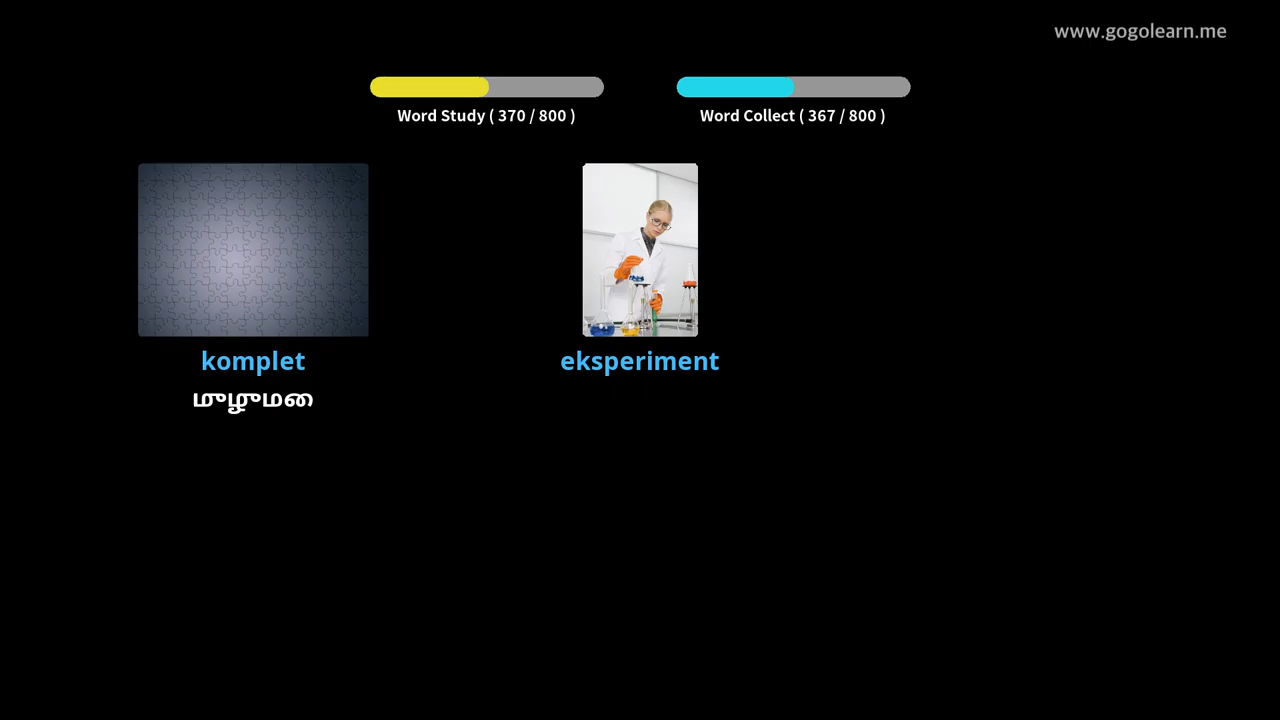 www.gogolearn.me
Word Study ( 370 / 800 )
Word Collect ( 367 / 800 )
komplet
eksperiment
முழுமை